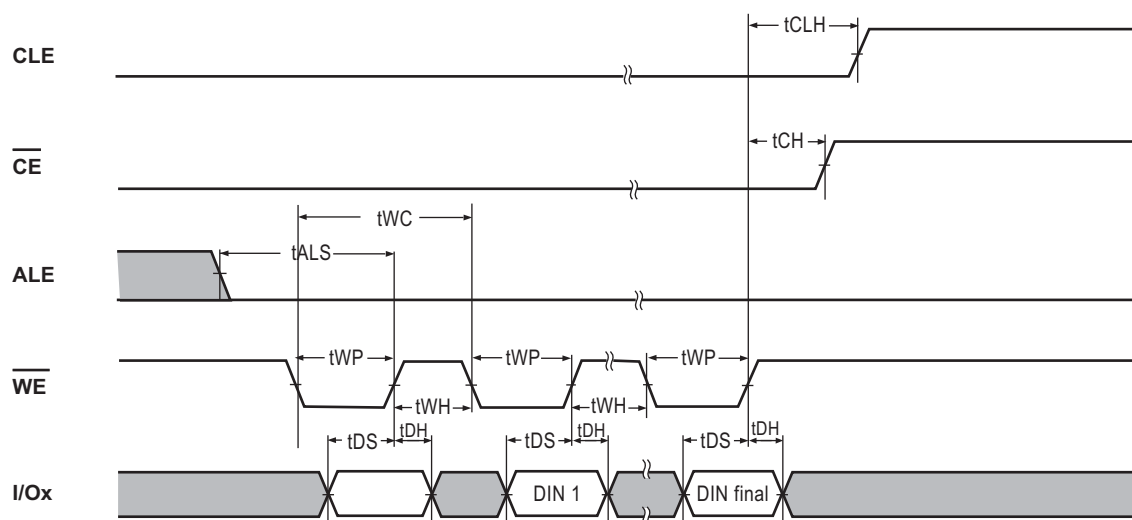 tCLH
CLE
tCH
CE
tWC
tALS
ALE
tWP tWP tWP
WE
tWH tWH
tDS tDH tDS tDH tDS tDH
I/Ox DIN 1 DIN final